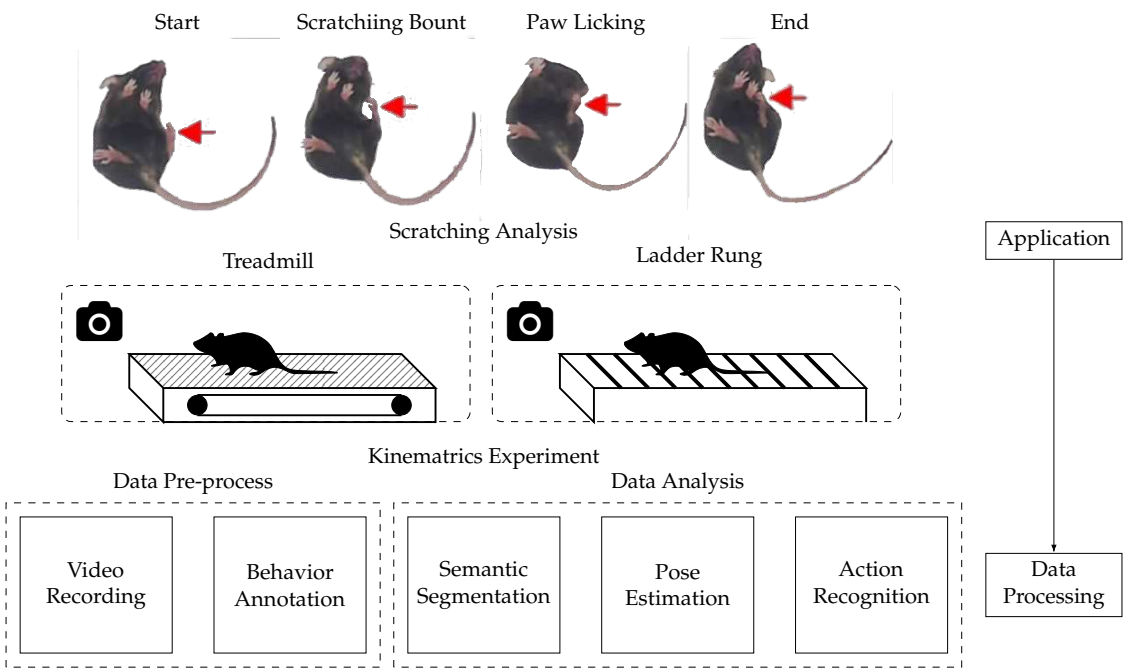 Start
Scratchiing Bount
Paw Licking
End
Scratching Analysis
Application
Treadmill
Ladder Rung
Kinematrics Experiment
Data Pre-process
Data Analysis
Video
Recording
Behavior
Annotation
Semantic
Segmentation
Pose
Estimation
Action
Recognition
Data
Processing